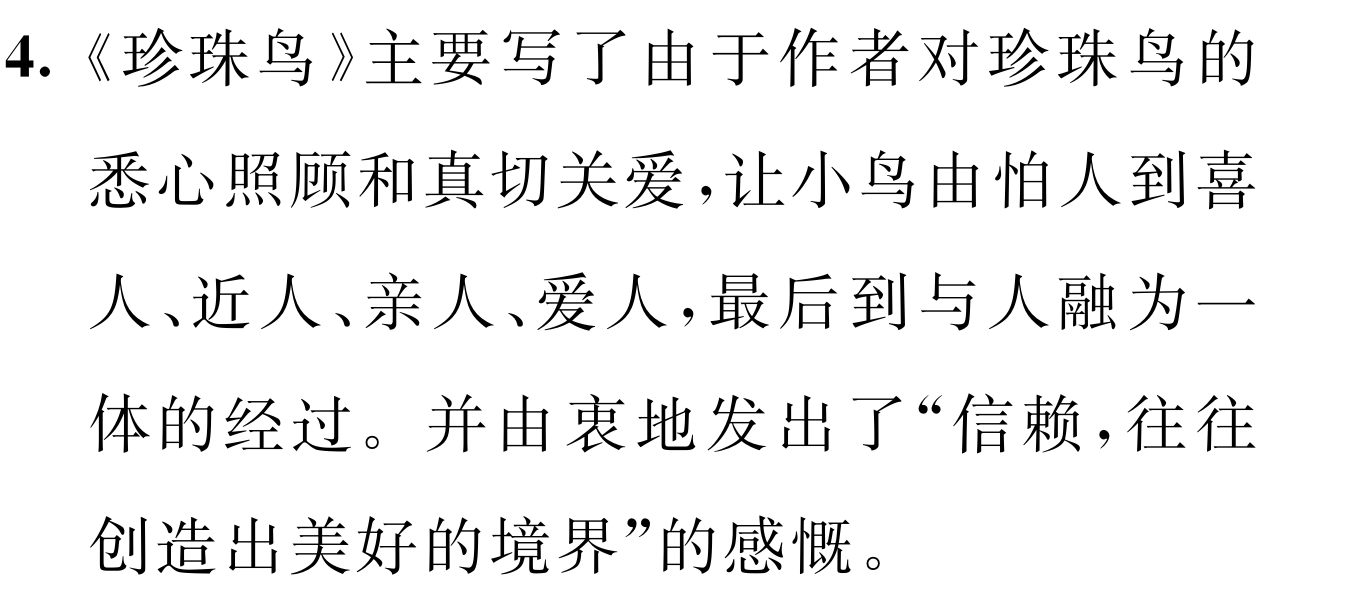 4.《珍珠鸟》主要写了由于作者对珍珠鸟的
悉心照顾和真切关爱,让小鸟由怕人到喜
人、近人、亲人、爱人,最后到与人融为一
体的经过。并由衷地发出了“信赖,往往
创造出美好的境界”的感慨。